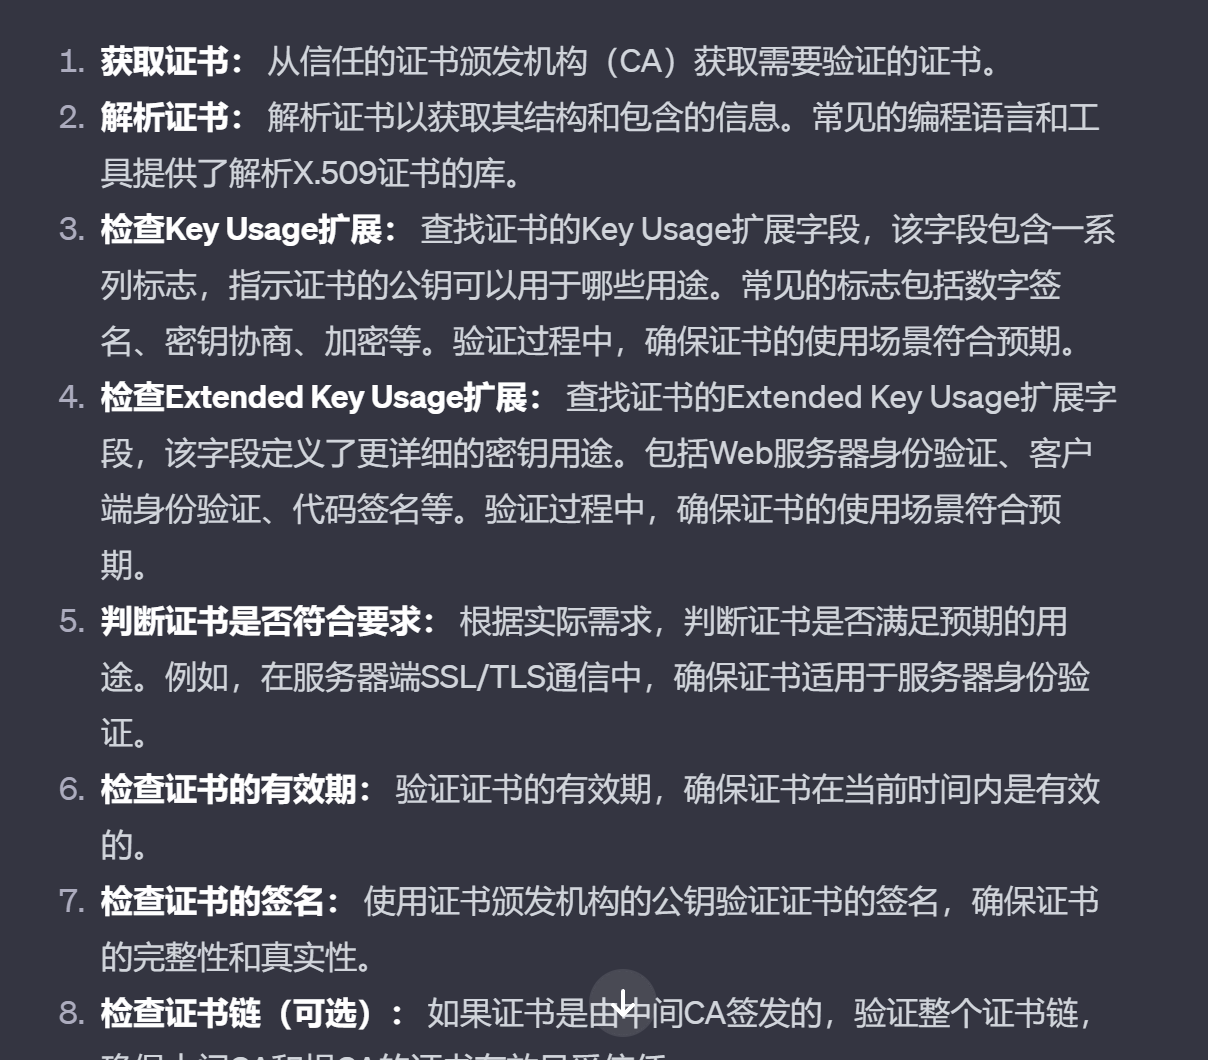 1. 获取证书： 从信任的证书颁发机构（CA）获取需要验证的证书。
2. 解析证书： 解析证书以获取其结构和包含的信息。常见的编程语言和工
具提供了解析X.509证书的库。
3. 检查Key Usage扩展： 查找证书的Key Usage扩展字段，该字段包含一系
列标志，指示证书的公钥可以用于哪些用途。常见的标志包括数字签
名、密钥协商、加密等。验证过程中，确保证书的使用场景符合预期。
4. 检查Extended Key Usage扩展： 查找证书的Extended Key Usage扩展字
段，该字段定义了更详细的密钥用途。包括Web服务器身份验证、客户
端身份验证、代码签名等。验证过程中，确保证书的使用场景符合预
期。
5. 判断证书是否符合要求： 根据实际需求，判断证书是否满足预期的用
途。例如，在服务器端SSL/TLS通信中，确保证书适用于服务器身份验
证。
6. 检查证书的有效期： 验证证书的有效期，确保证书在当前时间内是有效
的。
7. 检查证书的签名： 使用证书颁发机构的公钥验证证书的签名，确保证书
的完整性和真实性。
8. 检查证书链（可选）： 如果证书是由中间CA签发的，验证整个证书链，